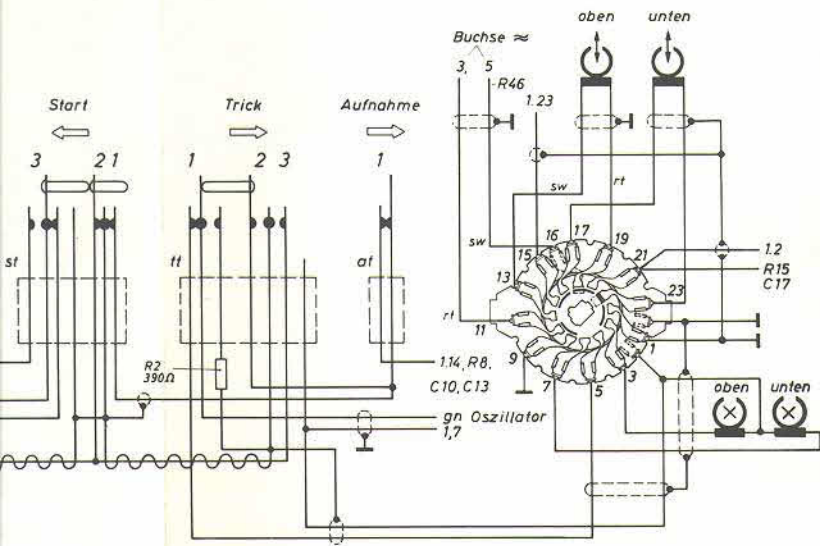 oben unten
Buchse ≈
3, 5
-R46
1.23
Start Trick Aufnahme
3 2 1 1 2 3 1
sw rt
sw
16 17 19
15 21
1.2
13
R15
C17
23
st tt at
rt
11
1
9
7 5 3
R2
390Ω
1.14, R8,
C10, C13
oben unten
gn Oszillator
1,7